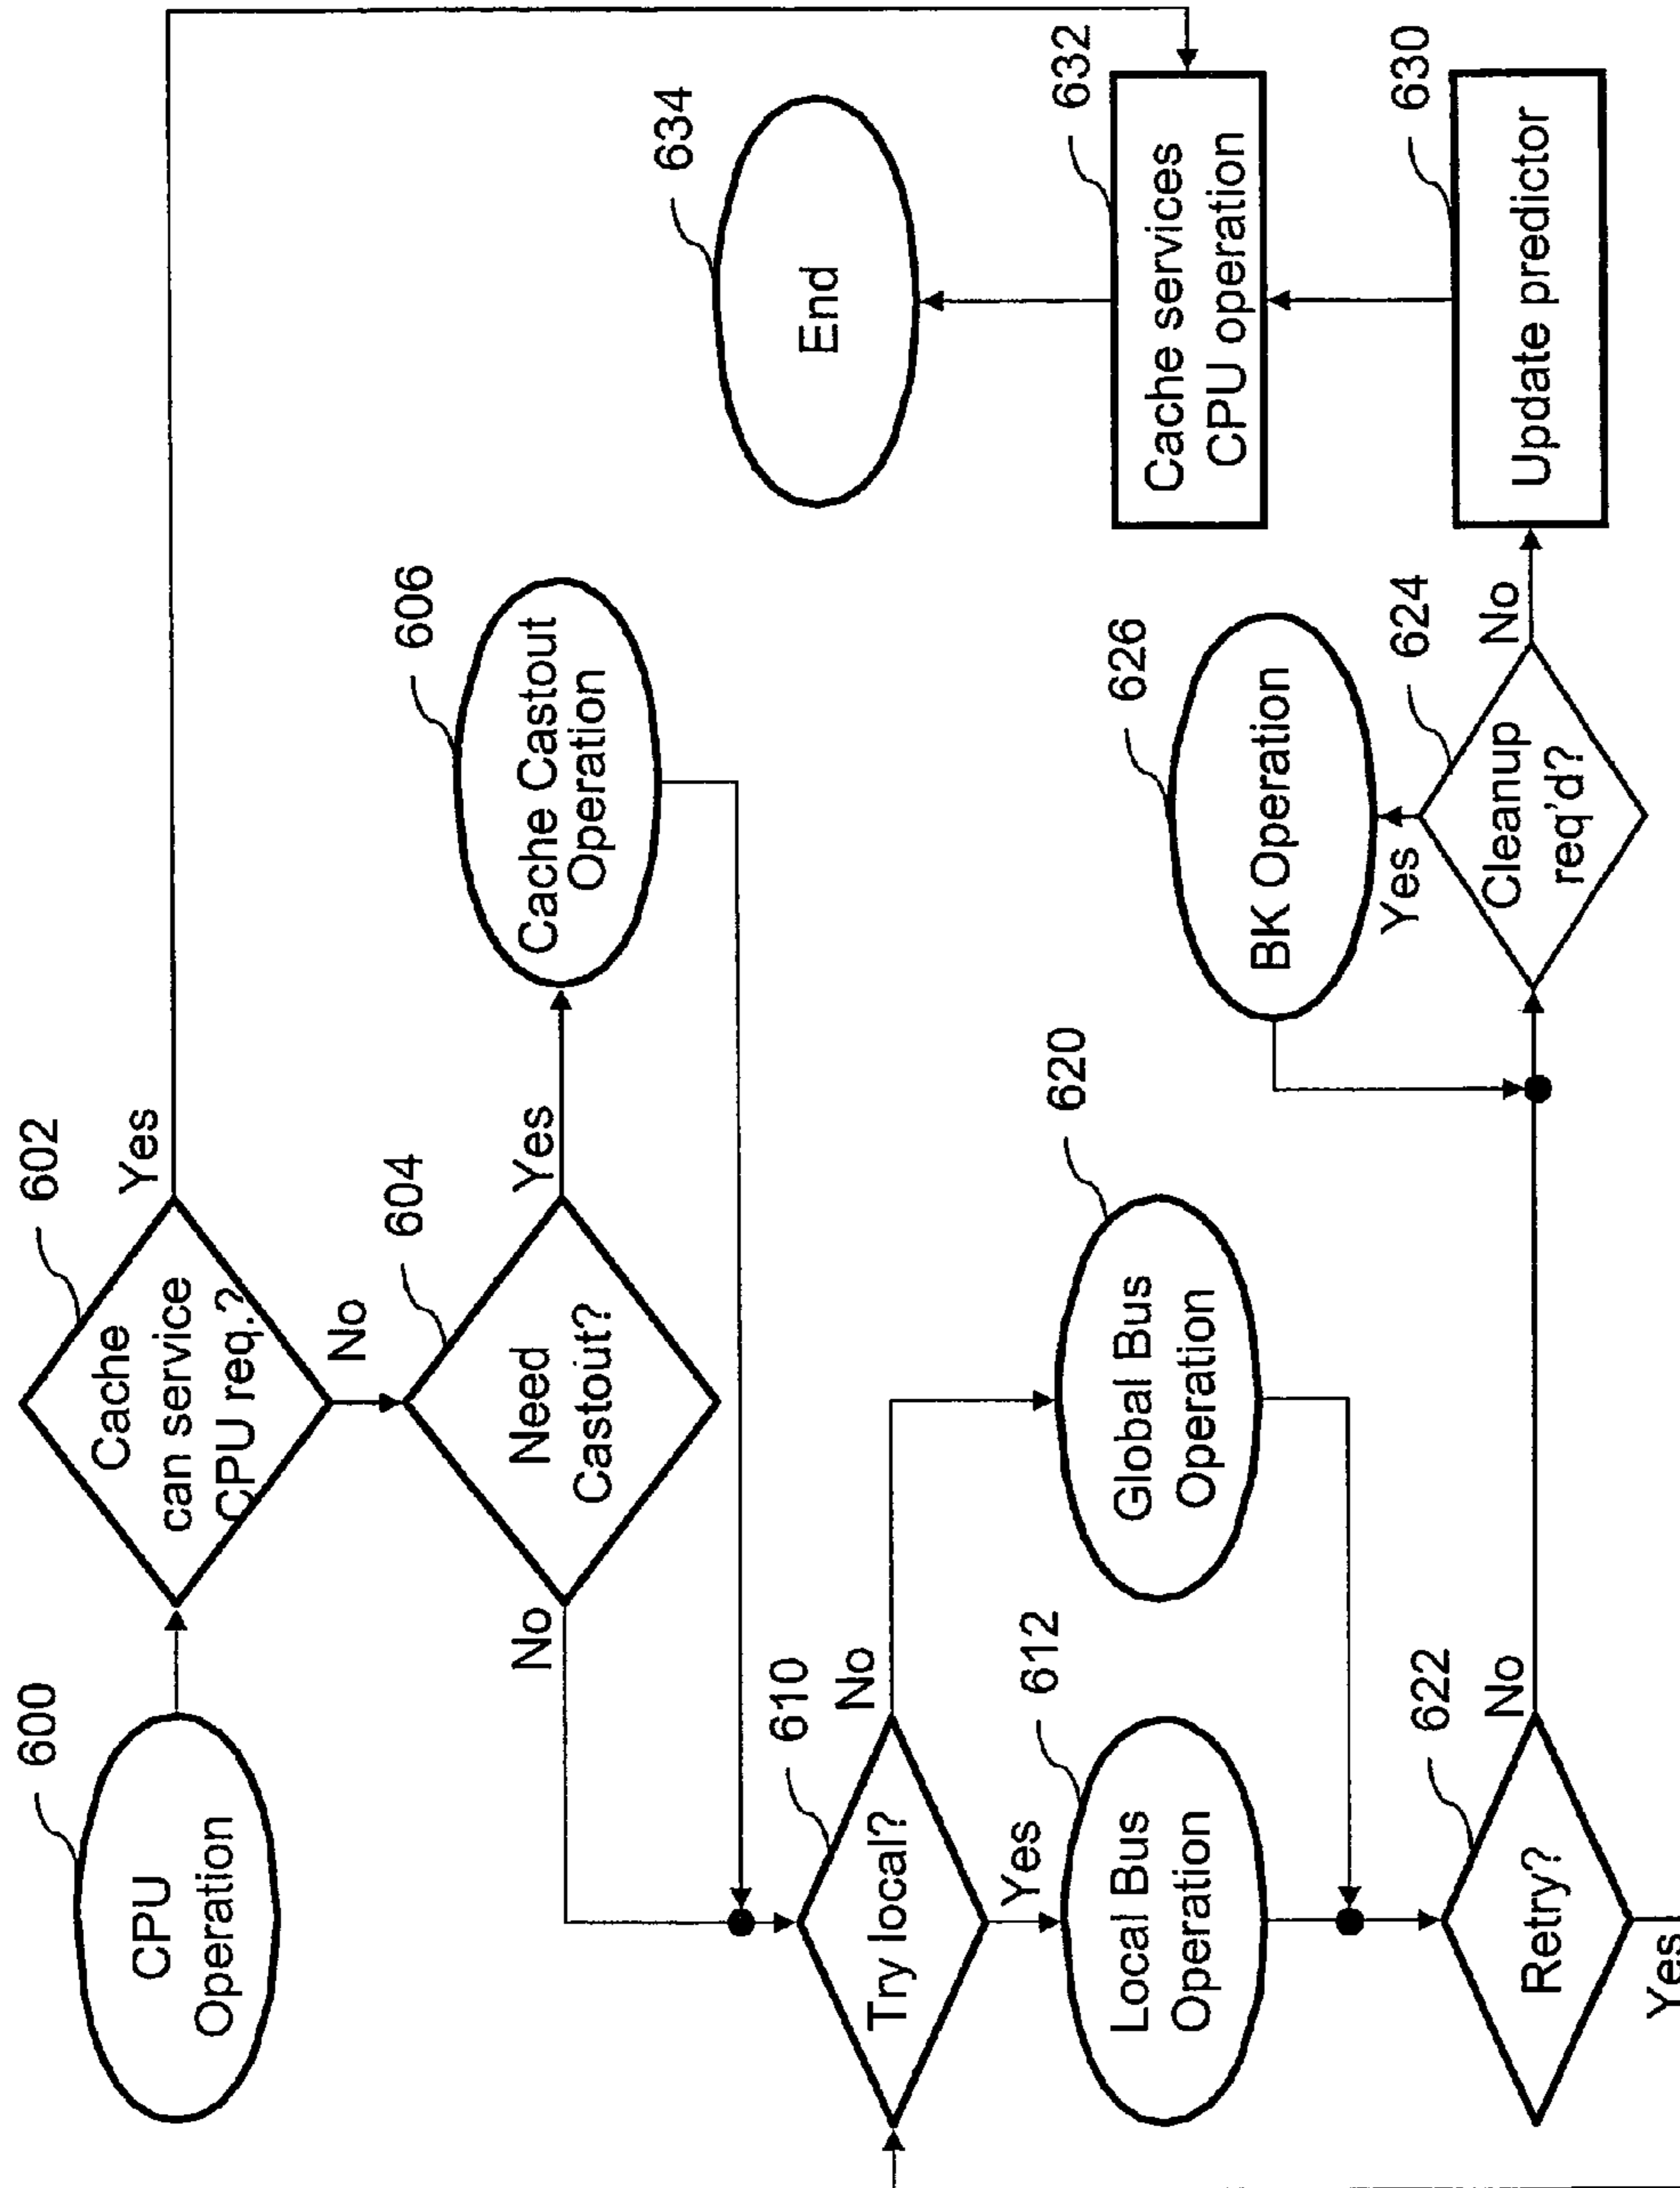 600
CPU
Operation
602
Cache
can service
CPU req.?
Yes
No
604
Need
Castout?
Yes
No
606
Cache Castout
Operation
610
Try local?
No
Yes
612
Local Bus
Operation
620
Global Bus
Operation
622
Retry?
No
Yes
624
Cleanup
req'd?
Yes
No
626
BK Operation
630
Update predictor
632
Cache services
CPU operation
634
End